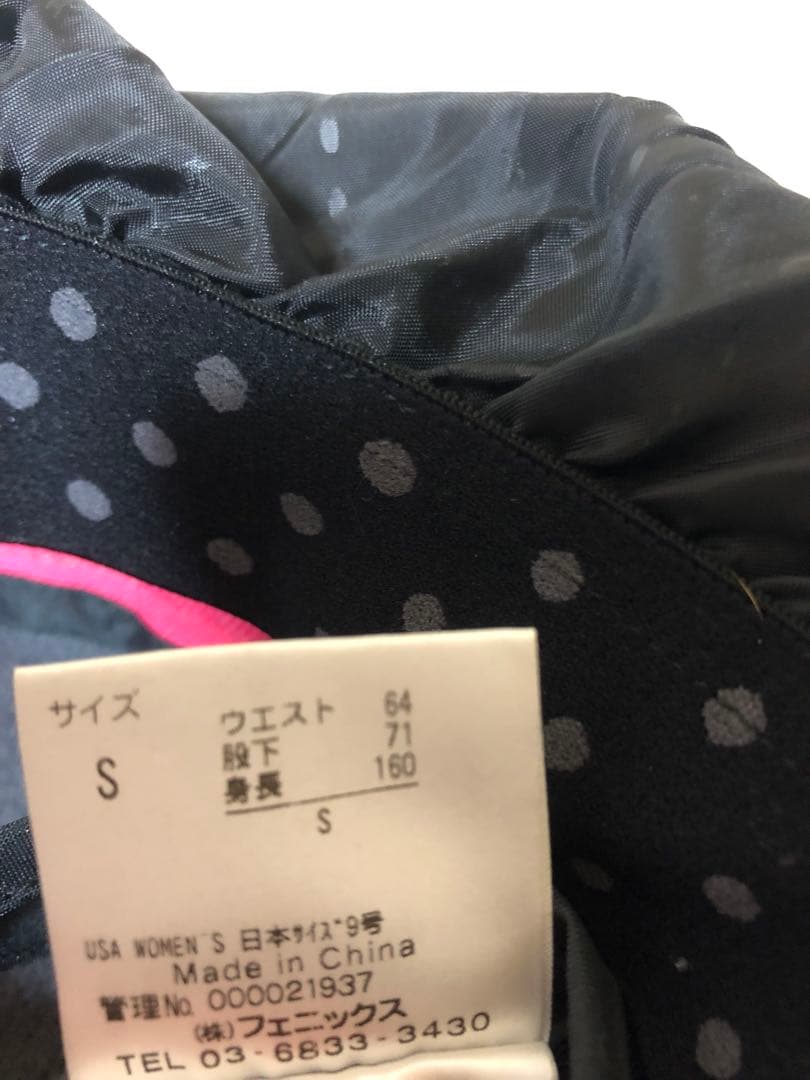 サイズ
S
ウエスト 64
股下 71
身長 160
S
USA WOMEN'S 日本サイズ 9号
Made in China
管理No. 000021937
(株)フェニックス
TEL 03-6833-3430